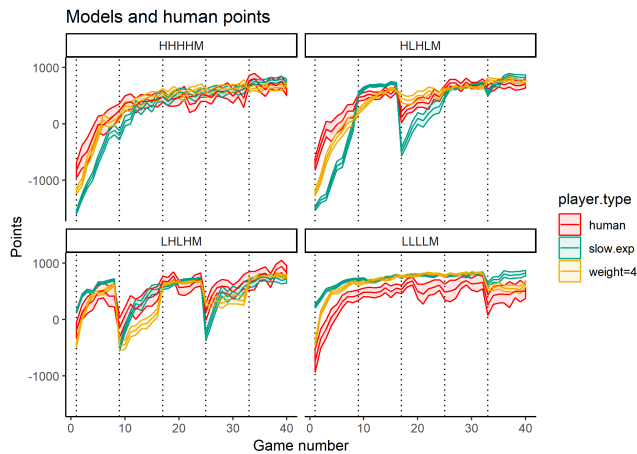 Models and human points
HHHHM
HLHLM
1000
0
-1000
LHLHM
LLLLM
1000
0
-1000
0 10 20 30 40
0 10 20 30 40
Points
Game number
player.type
human
slow.exp
weight=4